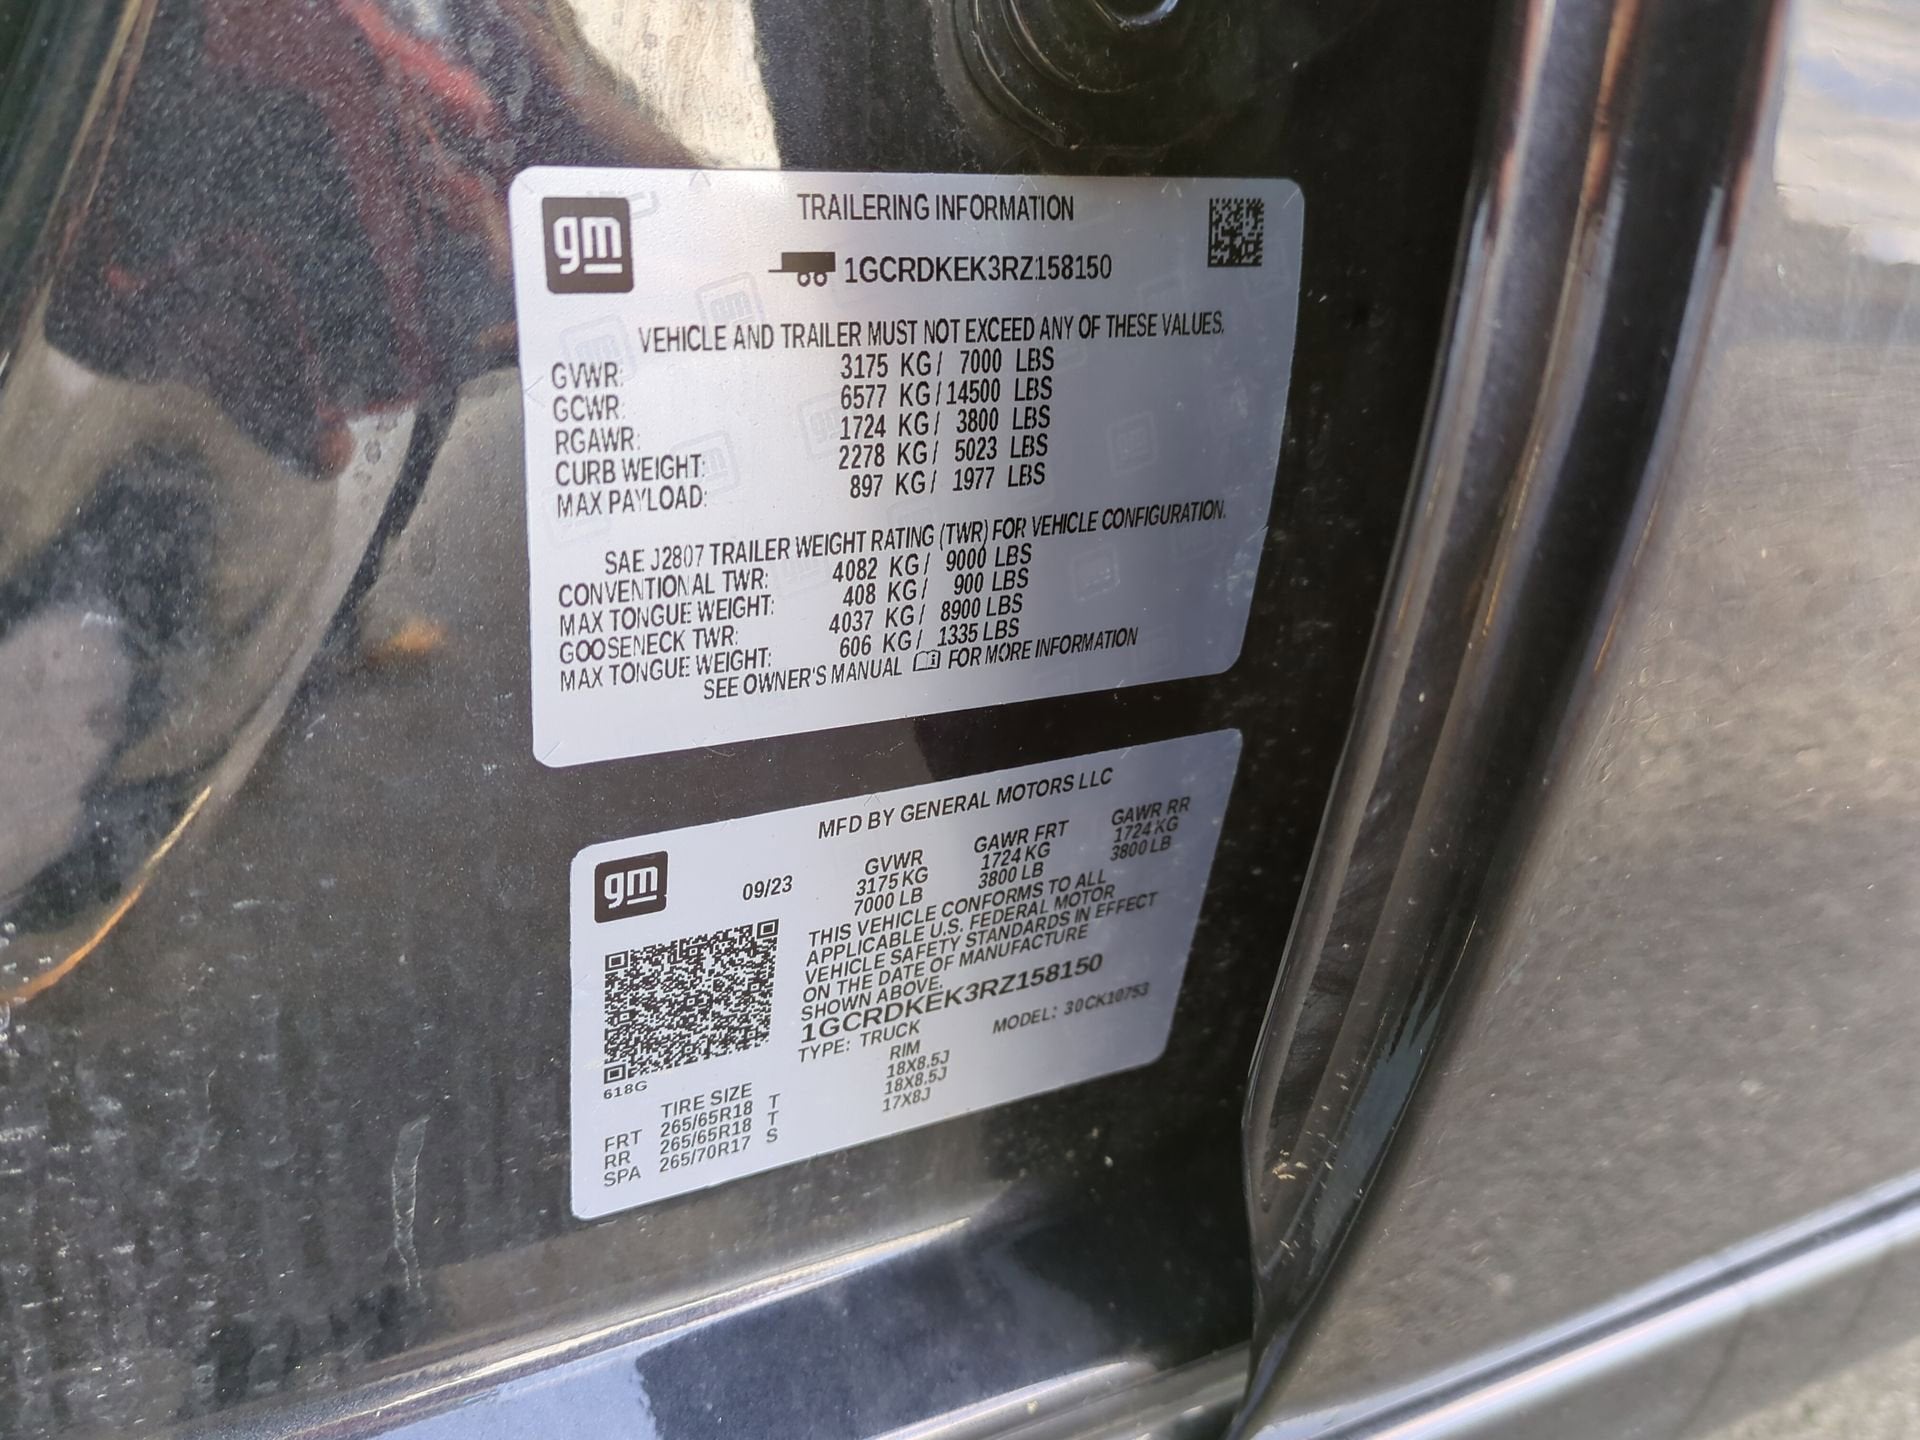 gm
TRAILERING INFORMATION
1GCRDKEK3RZ158150
VEHICLE AND TRAILER MUST NOT EXCEED ANY OF THESE VALUES.
GVWR: 3175 KG / 7000 LBS
GCWR: 6577 KG / 14500 LBS
RGAWR: 1724 KG / 3800 LBS
CURB WEIGHT: 2278 KG / 5023 LBS
MAX PAYLOAD: 897 KG / 1977 LBS
SAE J2807 TRAILER WEIGHT RATING (TWR) FOR VEHICLE CONFIGURATION.
CONVENTIONAL TWR: 4082 KG / 9000 LBS
MAX TONGUE WEIGHT: 408 KG / 900 LBS
GOOSENECK TWR: 4037 KG / 8900 LBS
MAX TONGUE WEIGHT: 606 KG / 1335 LBS
SEE OWNER'S MANUAL FOR MORE INFORMATION
MFD BY GENERAL MOTORS LLC
gm
09/23
GVWR GAWR FRT GAWR RR
3175 KG 1724 KG 1724 KG
7000 LB 3800 LB 3800 LB
THIS VEHICLE CONFORMS TO ALL
APPLICABLE U.S. FEDERAL MOTOR
VEHICLE SAFETY STANDARDS IN EFFECT
ON THE DATE OF MANUFACTURE
SHOWN ABOVE.
1GCRDKEK3RZ158150
TYPE: TRUCK MODEL: 30CK10753
618G
TIRE SIZE RIM
FRT 265/65R18 T 18X8.5J
RR 265/65R18 T 18X8.5J
SPA 265/70R17 S 17X8J